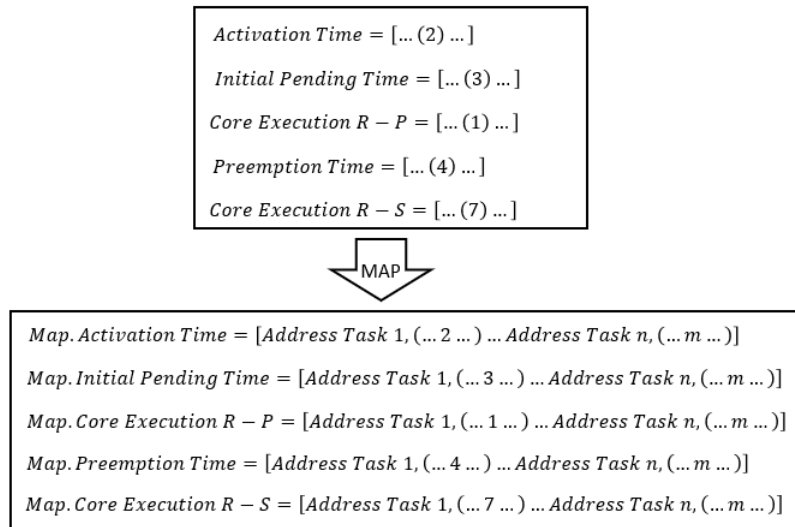 Activation Time = [... (2) ...]
Initial Pending Time = [... (3) ...]
Core Execution R − P = [... (1) ...]
Preemption Time = [... (4) ...]
Core Execution R − S = [... (7) ...]
MAP
Map. Activation Time = [Address Task 1, (... 2 ...) ... Address Task n, (... m ...)]
Map. Initial Pending Time = [Address Task 1, (... 3 ...) ... Address Task n, (... m ...)]
Map. Core Execution R − P = [Address Task 1, (... 1 ...) ... Address Task n, (... m ...)]
Map. Preemption Time = [Address Task 1, (... 4 ...) ... Address Task n, (... m ...)]
Map. Core Execution R − S = [Address Task 1, (... 7 ...) ... Address Task n, (... m ...)]